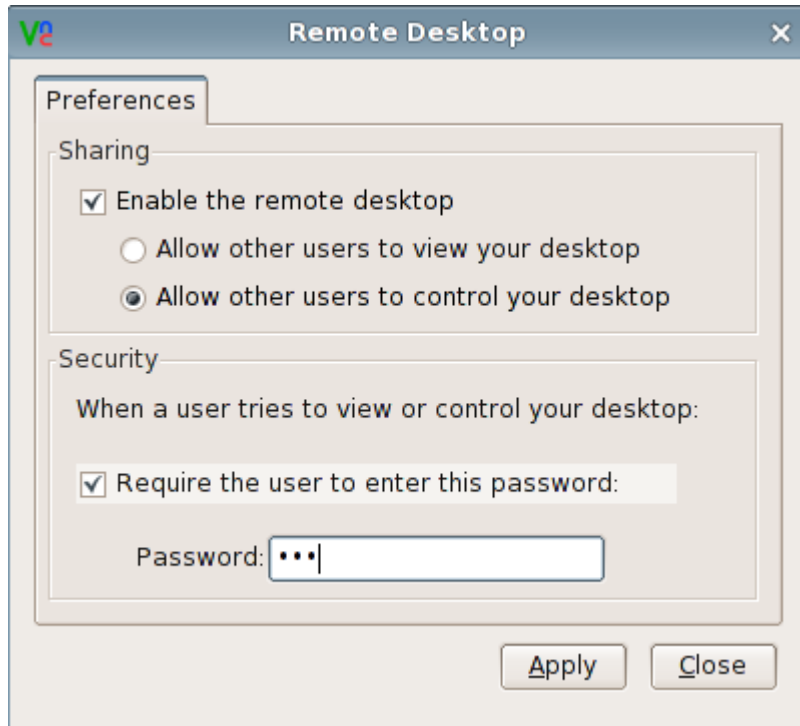 VNC Remote Desktop
Preferences
Sharing
Enable the remote desktop
Allow other users to view your desktop
Allow other users to control your desktop
Security
When a user tries to view or control your desktop:
Require the user to enter this password:
Password: •••
Apply Close